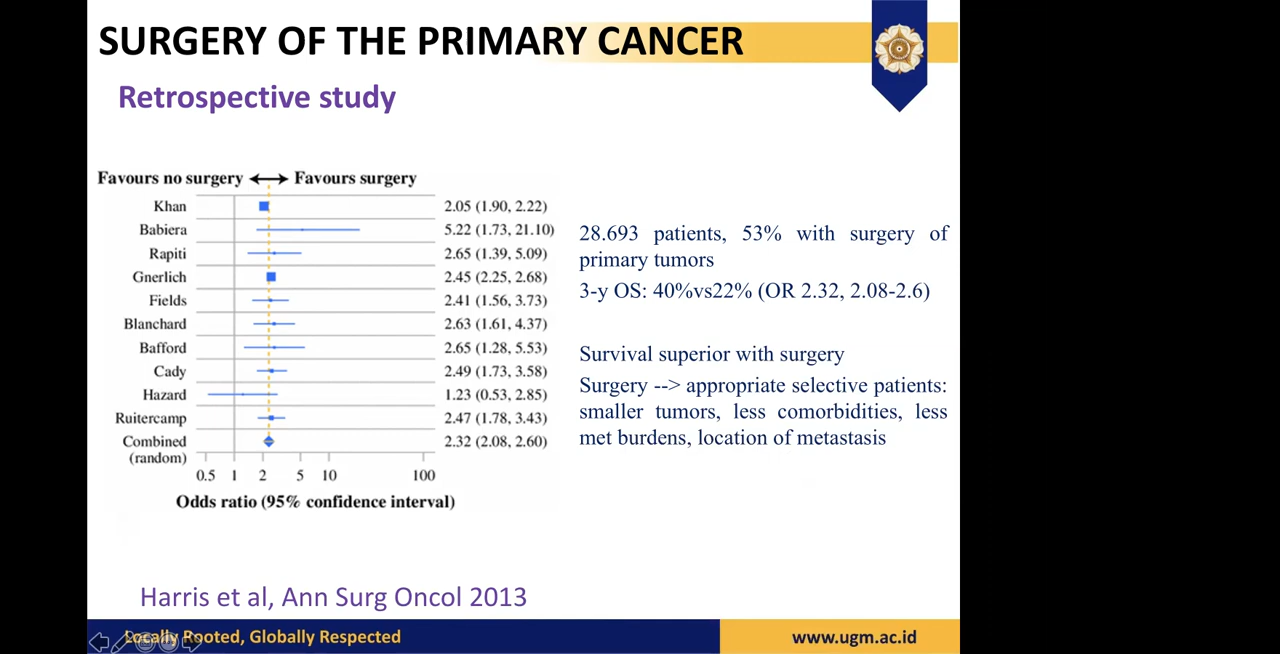 SURGERY OF THE PRIMARY CANCER
Retrospective study
Favours no surgery Favours surgery
Khan 2.05 (1.90, 2.22)
Babiera 5.22 (1.73, 21.10)
Rapiti 2.65 (1.39, 5.09)
Gnerlich 2.45 (2.25, 2.68)
Fields 2.41 (1.56, 3.73)
Blanchard 2.63 (1.61, 4.37)
Bafford 2.65 (1.28, 5.53)
Cady 2.49 (1.73, 3.58)
Hazard 1.23 (0.53, 2.85)
Ruitercamp 2.47 (1.78, 3.43)
Combined 2.32 (2.08, 2.60)
(random)
0.5 1 2 5 10 100
Odds ratio (95% confidence interval)
28.693 patients, 53% with surgery of
primary tumors
3-y OS: 40%vs22% (OR 2.32, 2.08-2.6)
Survival superior with surgery
Surgery --> appropriate selective patients:
smaller tumors, less comorbidities, less
met burdens, location of metastasis
Harris et al, Ann Surg Oncol 2013
Locally Rooted, Globally Respected
www.ugm.ac.id